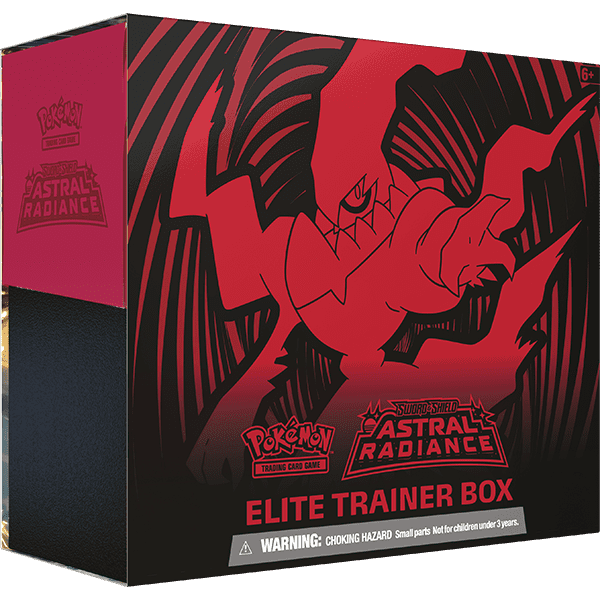 6+
Pokémon
TRADING CARD GAME
SWORD & SHIELD
ASTRAL
RADIANCE
Pokémon
TRADING CARD GAME
SWORD & SHIELD
ASTRAL
RADIANCE
ELITE TRAINER BOX
⚠ WARNING: CHOKING HAZARD Small parts Not for children under 3 years.